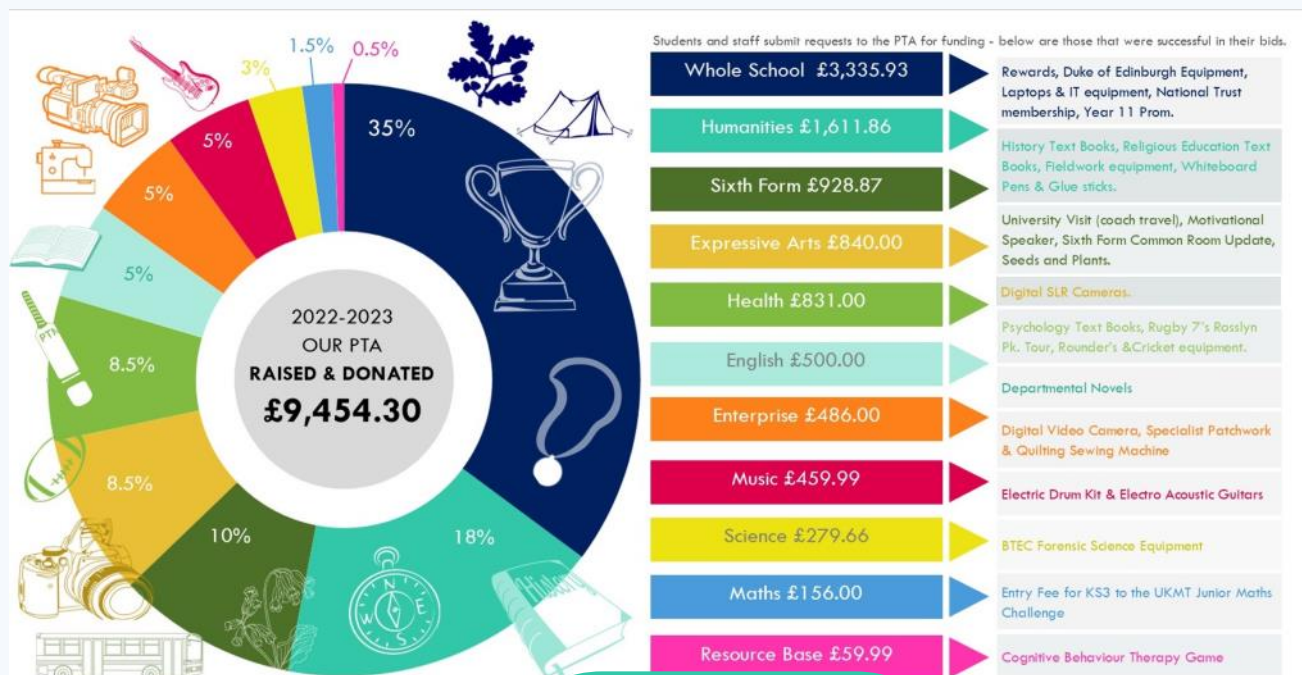 1.5%
0.5%
3%
35%
5%
5%
5%
8.5%
8.5%
10%
18%
PTA
History
N
E
S
W
2022-2023
OUR PTA
RAISED & DONATED
£9,454.30
Students and staff submit requests to the PTA for funding - below are those that were successful in their bids.
Whole School £3,335.93
Rewards, Duke of Edinburgh Equipment,
Laptops & IT equipment, National Trust
membership, Year 11 Prom.
Humanities £1,611.86
History Text Books, Religious Education Text
Books, Fieldwork equipment, Whiteboard
Pens & Glue sticks.
Sixth Form £928.87
University Visit (coach travel), Motivational
Speaker, Sixth Form Common Room Update,
Seeds and Plants.
Expressive Arts £840.00
Digital SLR Cameras.
Health £831.00
Psychology Text Books, Rugby 7's Rosslyn
Pk. Tour, Rounder's &Cricket equipment.
English £500.00
Departmental Novels
Enterprise £486.00
Digital Video Camera, Specialist Patchwork
& Quilting Sewing Machine
Music £459.99
Electric Drum Kit & Electro Acoustic Guitars
Science £279.66
BTEC Forensic Science Equipment
Maths £156.00
Entry Fee for KS3 to the UKMT Junior Maths
Challenge
Resource Base £59.99
Cognitive Behaviour Therapy Game